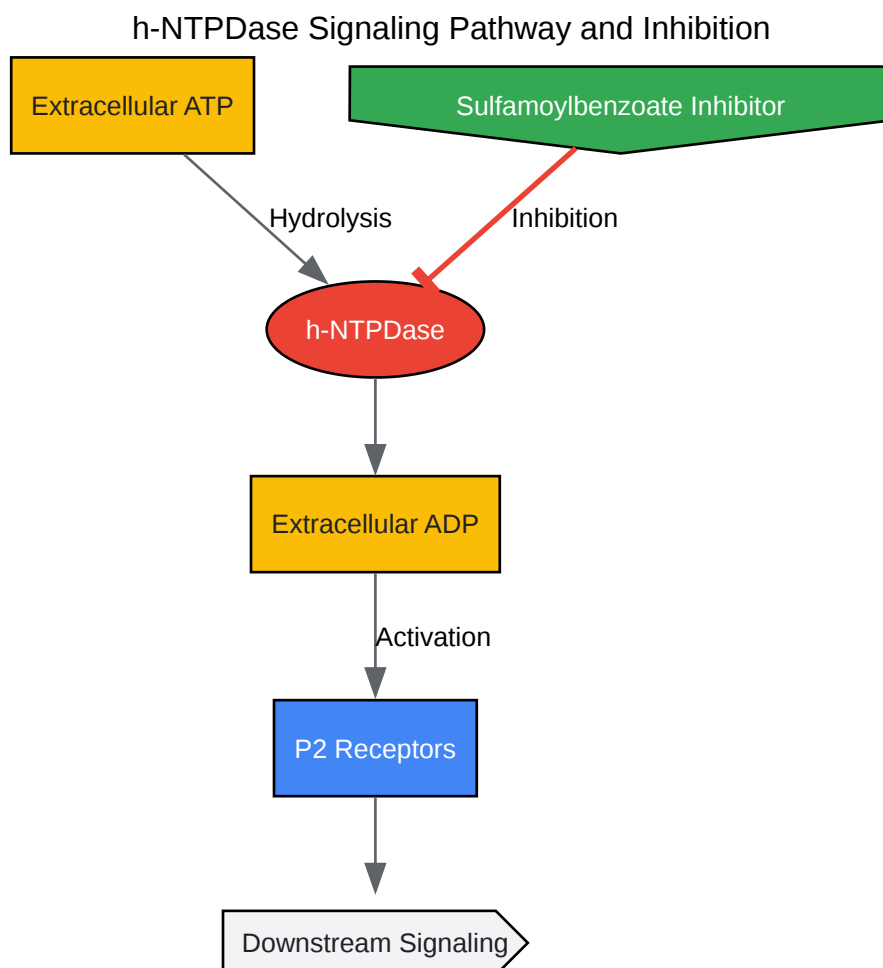 h-NTPDase Signaling Pathway and Inhibition
Extracellular ATP
Sulfamoylbenzoate Inhibitor
Hydrolysis
Inhibition
h-NTPDase
Extracellular ADP
Activation
P2 Receptors
Downstream Signaling